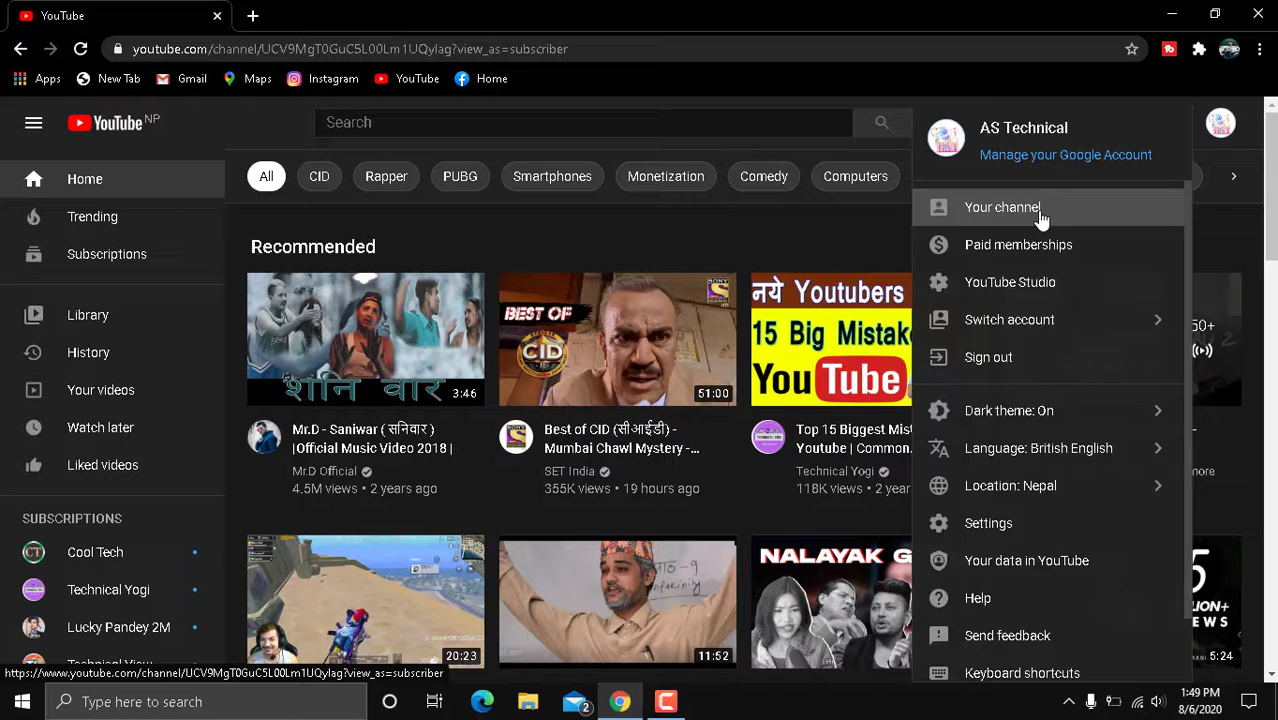 YouTube
youtube.com/channel/UCV9MgT0GuC5L00Lm1UQylag?view_as=subscriber
Apps New Tab Gmail Maps Instagram YouTube Home
YouTube NP
Search
AS Technical
Manage your Google Account
Home
Trending
Subscriptions
Library
History
Your videos
Watch later
Liked videos
SUBSCRIPTIONS
Cool Tech
Technical Yogi
Lucky Pandey 2M
All CID Rapper PUBG Smartphones Monetization Comedy Computers
Recommended
शनि वार
3:46
BEST OF
CID
SONY
51:00
नये Youtubers
15 Big Mistake
YouTube
50+
Mr.D - Saniwar ( सनिवार )
|Official Music Video 2018 |
Mr.D Official
4.5M views • 2 years ago
Best of CID (सीआईडी) -
Mumbai Chawl Mystery -...
SET India
355K views • 19 hours ago
Top 15 Biggest Mist
Youtube | Common.
Technical Yogi
118K views • 2 year
more
20:23
11:52
NALAYAK G
5:24
Your channel
Paid memberships
YouTube Studio
Switch account
Sign out
Dark theme: On
Language: British English
Location: Nepal
Settings
Your data in YouTube
Help
Send feedback
Keyboard shortcuts
https://www.youtube.com/channel/UCV9MgT0GuC5L00Lm1UQylag?view_as=subscriber
Type here to search
2
1:49 PM
8/6/2020